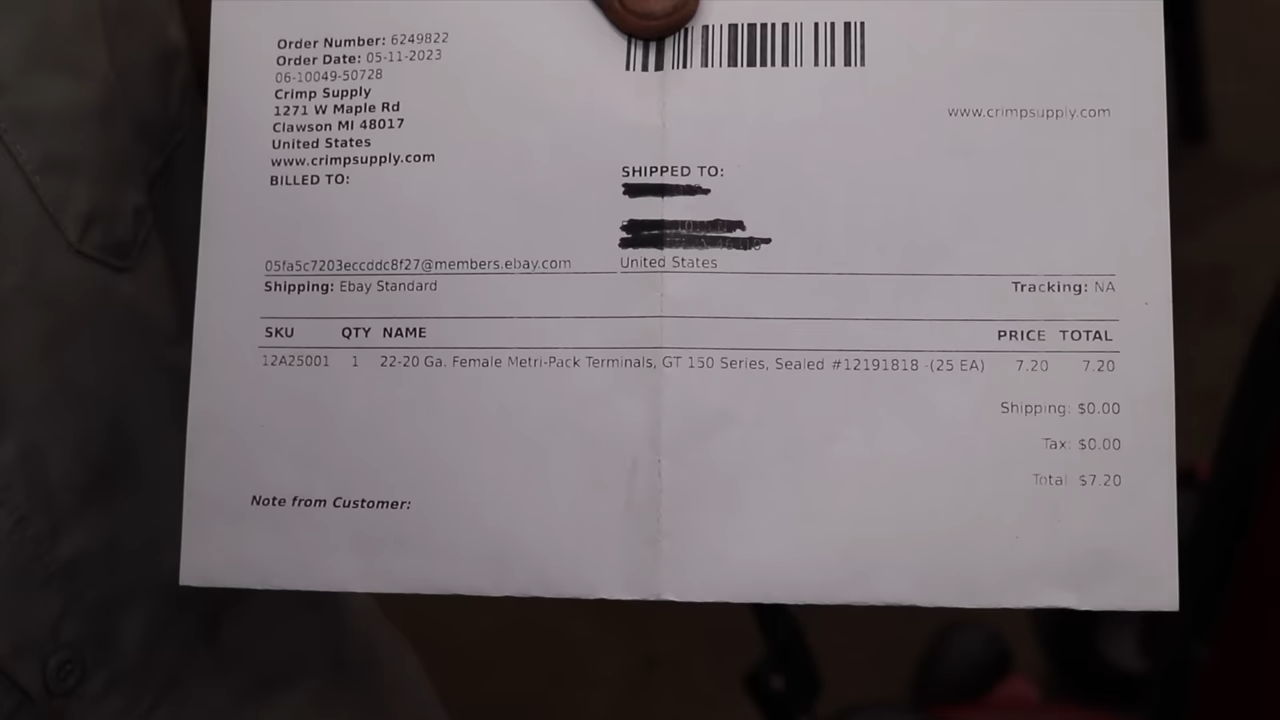 Order Number: 6249822
Order Date: 05-11-2023
06-10049-50728
Crimp Supply
1271 W Maple Rd
Clawson MI 48017
United States
www.crimpsupply.com
www.crimpsupply.com
BILLED TO:
SHIPPED TO:
05fa5c7203eccddc8f27@members.ebay.com
United States
Shipping: Ebay Standard
Tracking: NA
SKU QTY NAME PRICE TOTAL
12A25001 1 22-20 Ga. Female Metri-Pack Terminals, GT 150 Series, Sealed #12191818 -(25 EA) 7.20 7.20
Shipping: $0.00
Tax: $0.00
Total $7.20
Note from Customer: